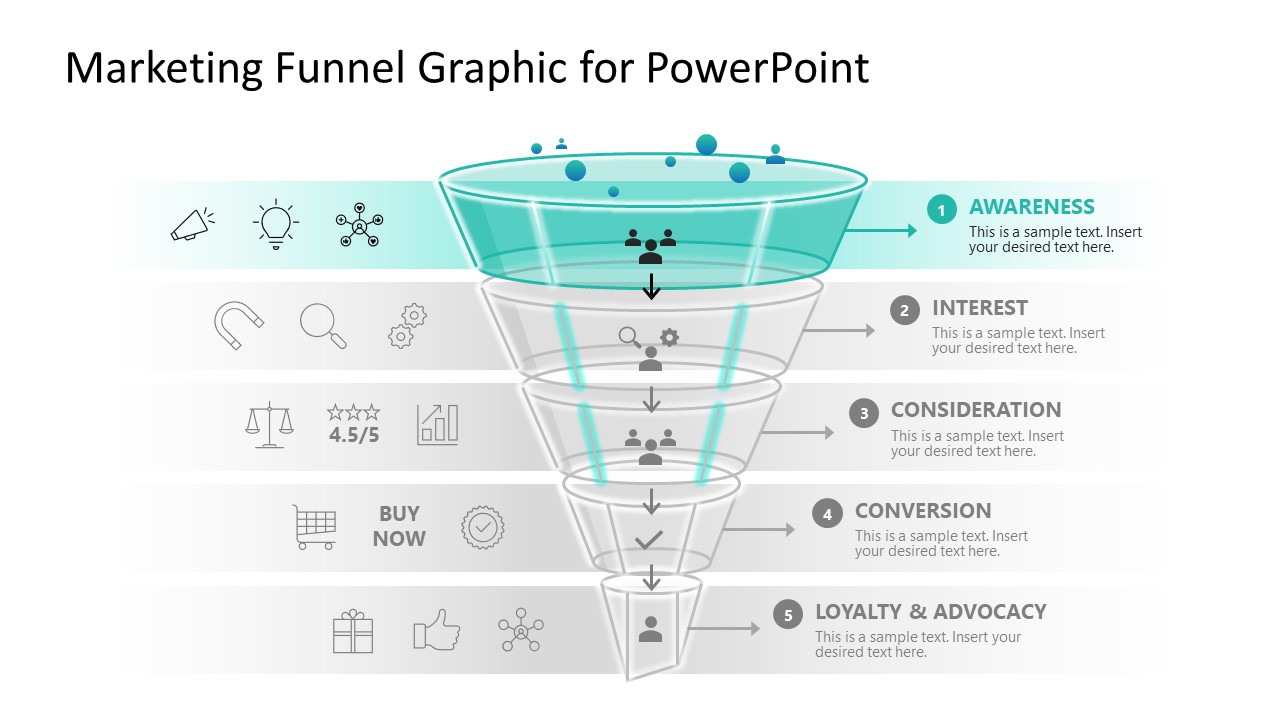 Marketing Funnel Graphic for PowerPoint
1 AWARENESS
This is a sample text. Insert
your desired text here.
2 INTEREST
This is a sample text. Insert
your desired text here.
4.5/5
3 CONSIDERATION
This is a sample text. Insert
your desired text here.
BUY
NOW
4 CONVERSION
This is a sample text. Insert
your desired text here.
5 LOYALTY & ADVOCACY
This is a sample text. Insert your
desired text here.